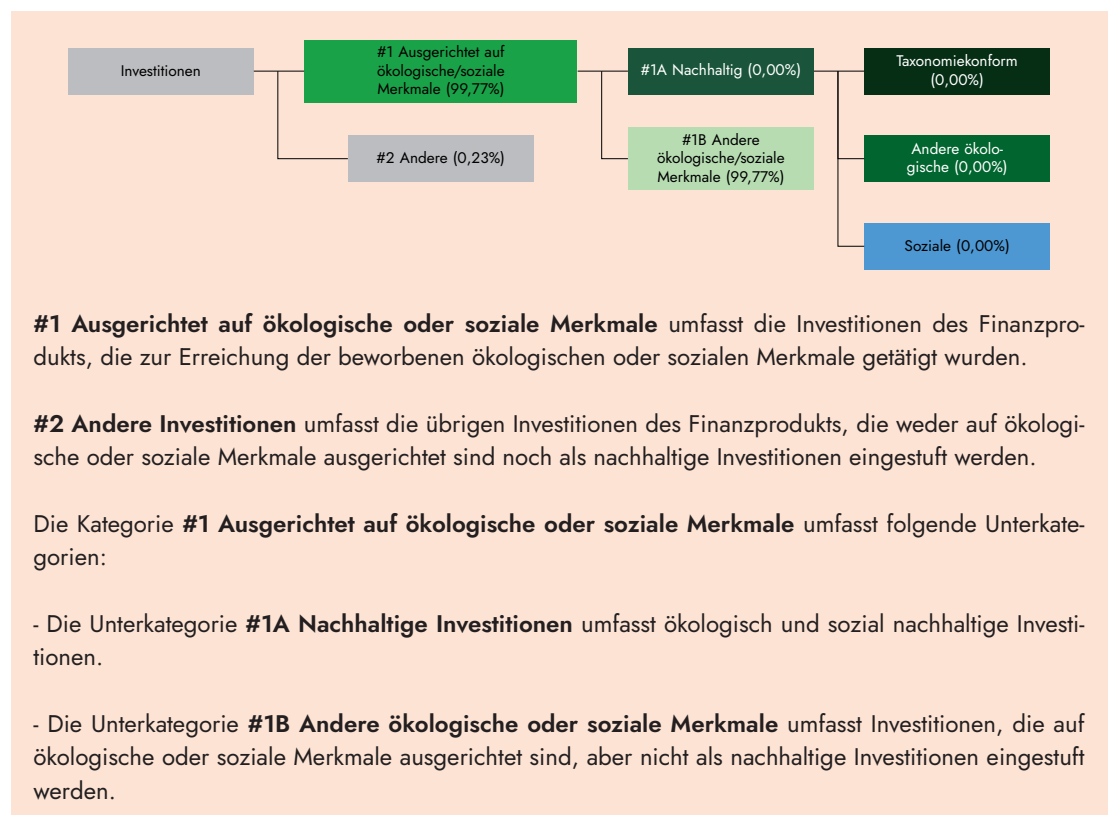 Investitionen
#1 Ausgerichtet auf
ökologische/soziale
Merkmale (99,77%)
#1A Nachhaltig (0,00%)
Taxonomiekonform
(0,00%)
#2 Andere (0,23%)
#1B Andere
ökologische/soziale
Merkmale (99,77%)
Andere ökolo-
gische (0,00%)
Soziale (0,00%)
#1 Ausgerichtet auf ökologische oder soziale Merkmale umfasst die Investitionen des Finanzpro-
dukts, die zur Erreichung der beworbenen ökologischen oder sozialen Merkmale getätigt wurden.
#2 Andere Investitionen umfasst die übrigen Investitionen des Finanzprodukts, die weder auf ökologi-
sche oder soziale Merkmale ausgerichtet sind noch als nachhaltige Investitionen eingestuft werden.
Die Kategorie #1 Ausgerichtet auf ökologische oder soziale Merkmale umfasst folgende Unterkate-
gorien:
- Die Unterkategorie #1A Nachhaltige Investitionen umfasst ökologisch und sozial nachhaltige Investi-
tionen.
- Die Unterkategorie #1B Andere ökologische oder soziale Merkmale umfasst Investitionen, die auf
ökologische oder soziale Merkmale ausgerichtet sind, aber nicht als nachhaltige Investitionen eingestuft
werden.